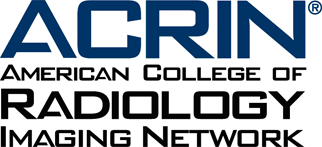 ACRIN®
AMERICAN COLLEGE OF
RADIOLOGY
IMAGING NETWORK